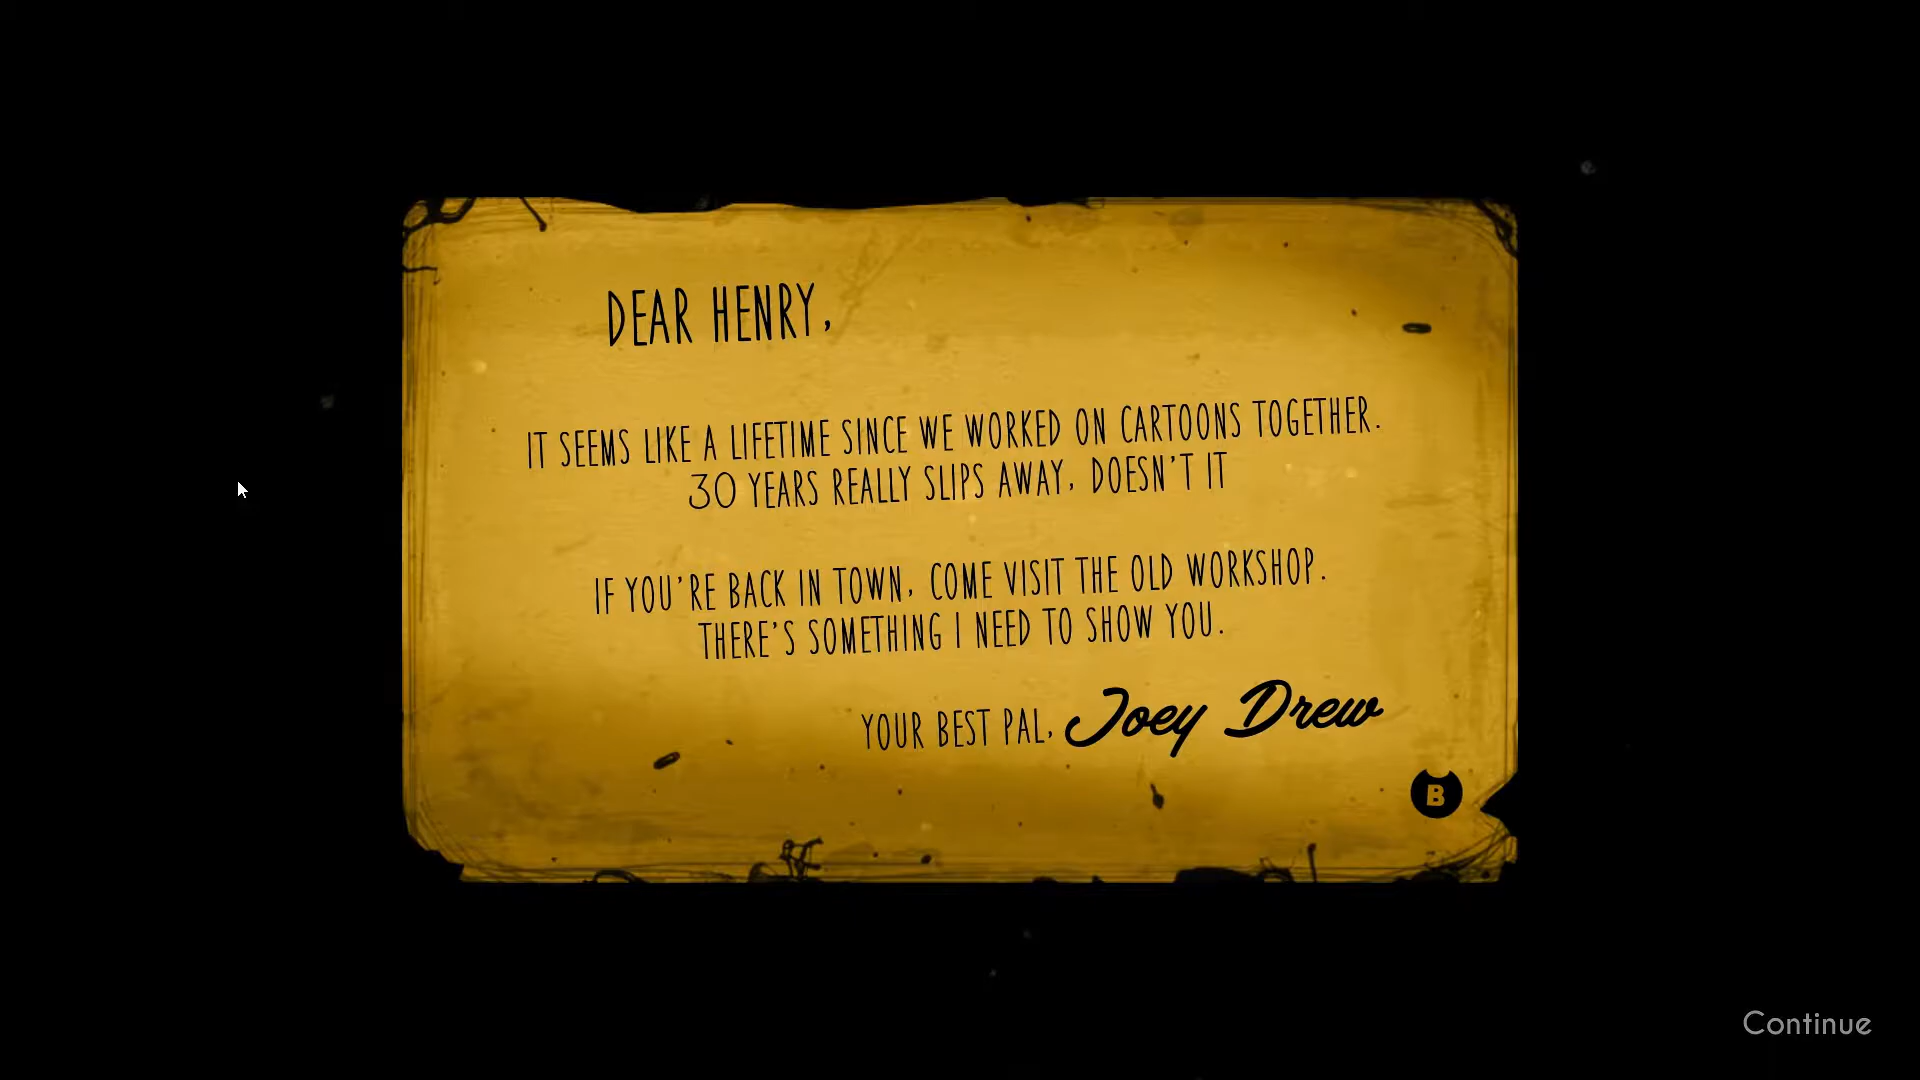 DEAR HENRY,
IT SEEMS LIKE A LIFETIME SINCE WE WORKED ON CARTOONS TOGETHER.
30 YEARS REALLY SLIPS AWAY, DOESN'T IT
IF YOU'RE BACK IN TOWN, COME VISIT THE OLD WORKSHOP.
THERE'S SOMETHING I NEED TO SHOW YOU.
YOUR BEST PAL, Joey Drew
B
Continue